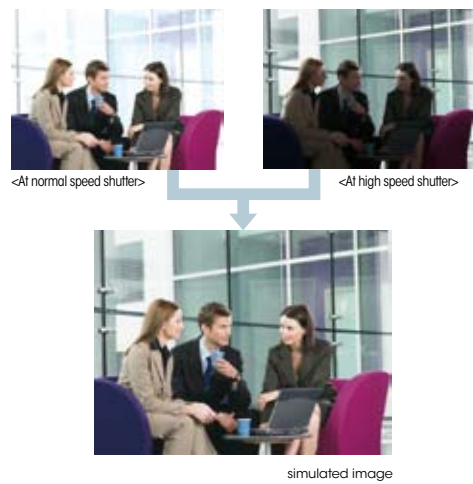 <At normal speed shutter>
<At high speed shutter>
simulated image